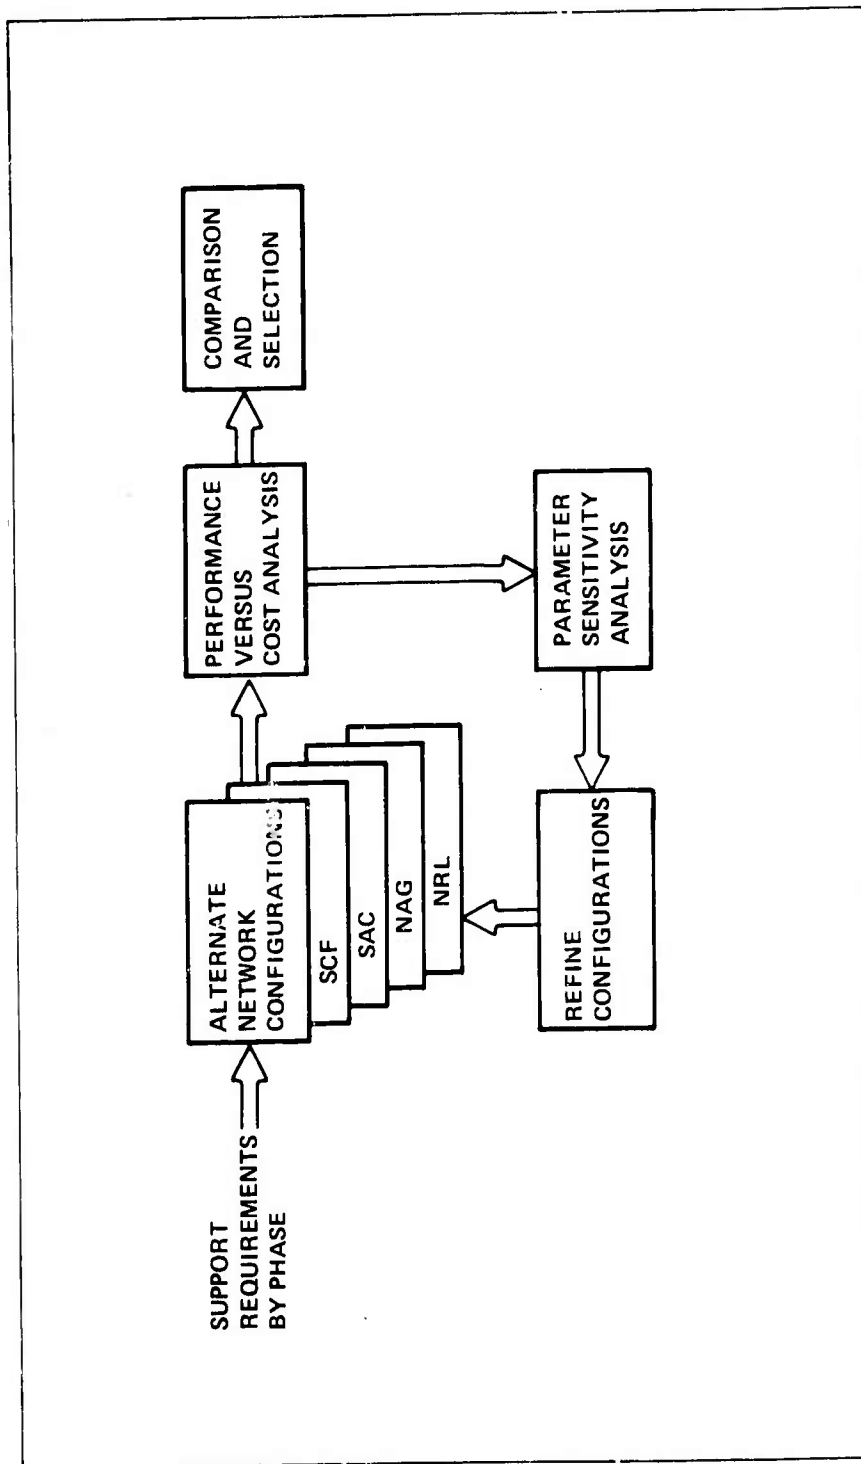 SUPPORT
REQUIREMENTS
BY PHASE
ALTERNATE
NETWORK
CONFIGURATIONS
SCF
SAC
NAG
NRL
PERFORMANCE
VERSUS
COST ANALYSIS
COMPARISON
AND
SELECTION
PARAMETER
SENSITIVITY
ANALYSIS
REFINE
CONFIGURATIONS